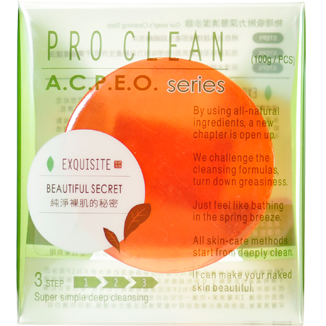 PRO CLEAN
(100g/PCS)
A.C.P.E.O. series
By using all-natural
ingredients, a new
chapter is open up.
We challenge the
cleansing formulas,
turn down greasiness.
Just feel like bathing
in the spring breeze.
All skin-care methods
start from deeply clean.
It can make your naked
skin beautiful.
EXQUISITE
BEAUTIFUL SECRET
純淨裸肌的秘密
3 STEP 1 2 3
Super simple deep cleansing